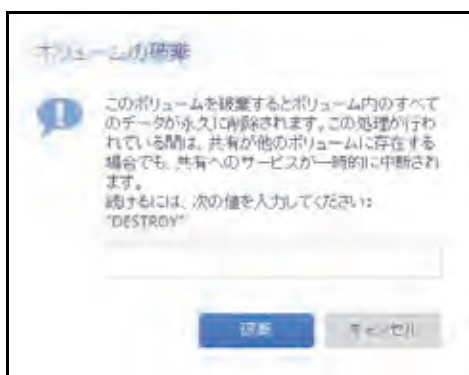 ボリュームの破棄
このボリュームを破棄するとボリューム内のすべて
のデータが永久に削除されます。この処理が行わ
れている間は、共有が他のボリュームに存在する
場合でも、共有へのサービスが一時的に中断され
ます。
続けるには、次の値を入力してください:
"DESTROY"
破棄
キャンセル